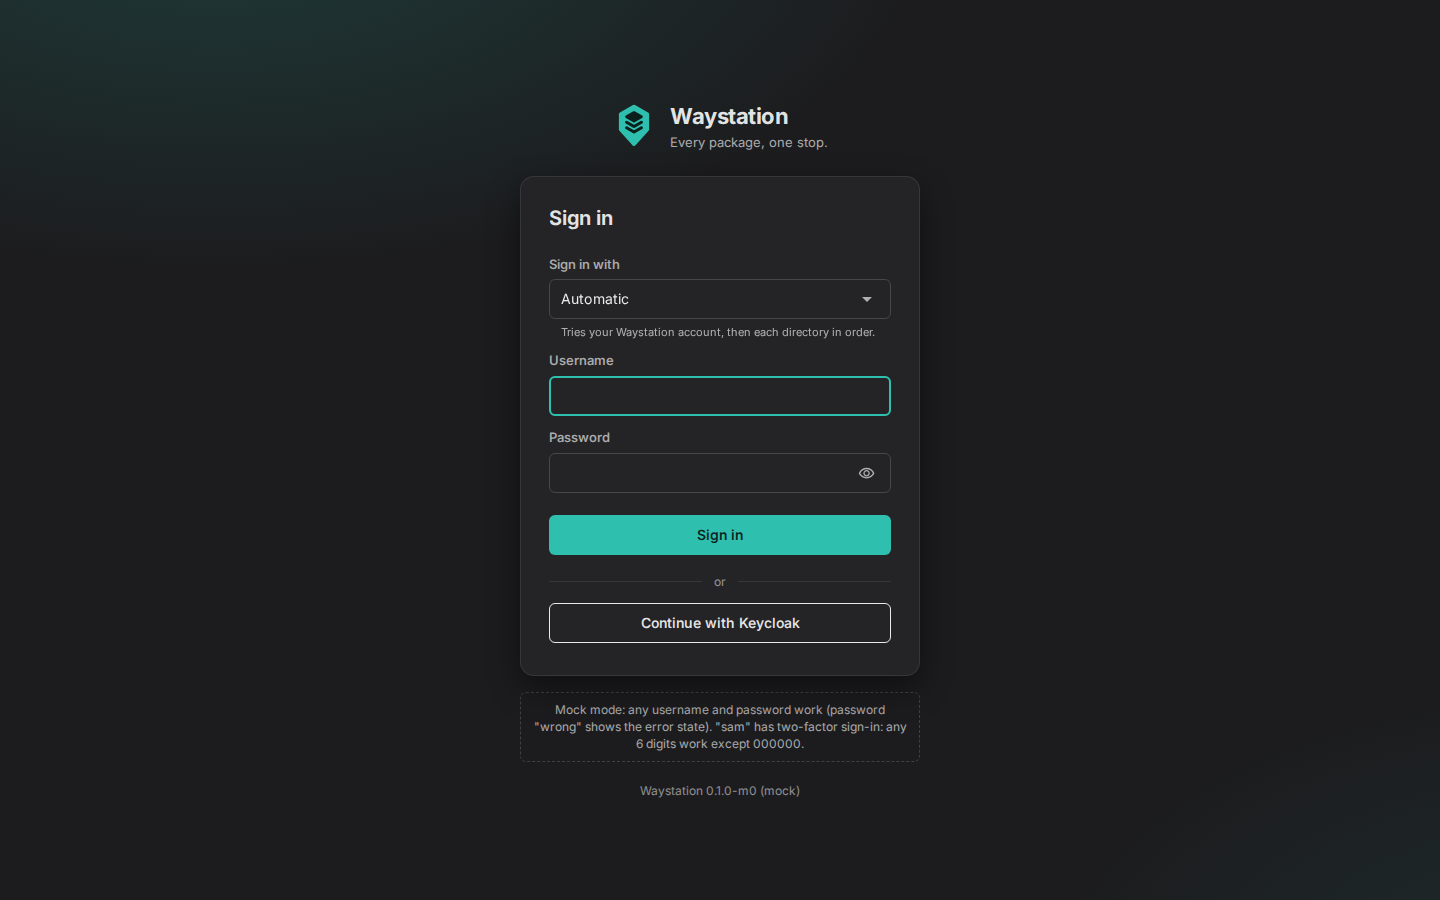 Waystation
Every package, one stop.
Sign in
Sign in with
Automatic
Tries your Waystation account, then each directory in order.
Username
Password
Sign in
or
Continue with Keycloak
Mock mode: any username and password work (password
"wrong" shows the error state). "sam" has two-factor sign-in: any
6 digits work except 000000.
Waystation 0.1.0-m0 (mock)